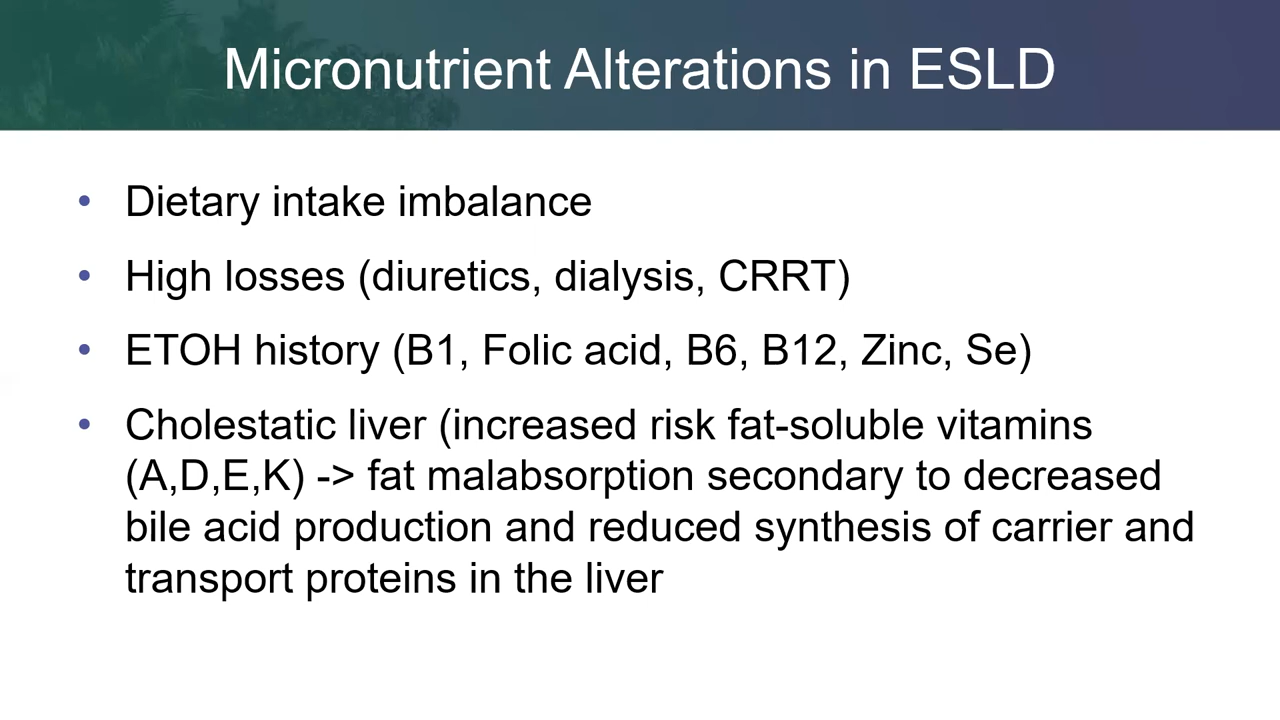 Micronutrient Alterations in ESLD
• Dietary intake imbalance
• High losses (diuretics, dialysis, CRRT)
• ETOH history (B1, Folic acid, B6, B12, Zinc, Se)
• Cholestatic liver (increased risk fat-soluble vitamins
(A,D,E,K) -> fat malabsorption secondary to decreased
bile acid production and reduced synthesis of carrier and
transport proteins in the liver